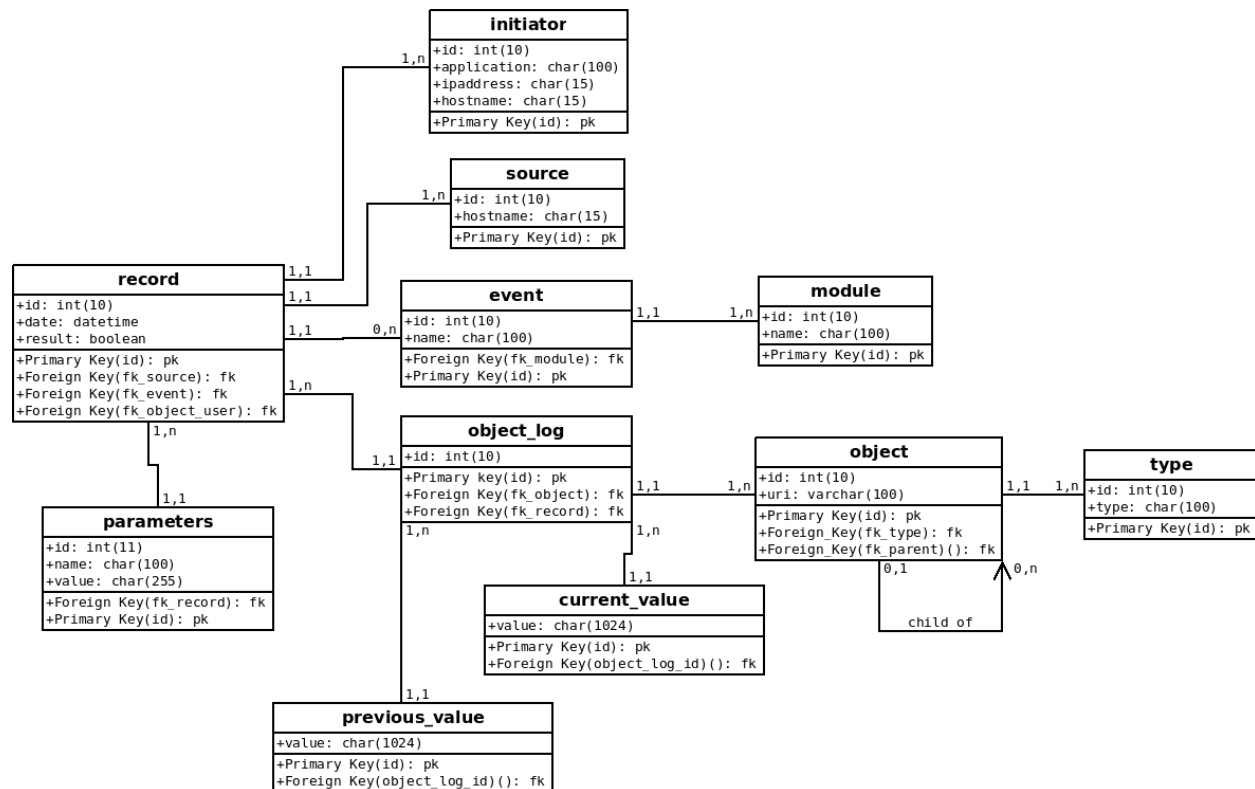 initiator
+id: int(10)
+application: char(100)
+ipaddress: char(15)
+hostname: char(15)
+Primary Key(id): pk
1,n
source
+id: int(10)
+hostname: char(15)
+Primary Key(id): pk
1,n
record
+id: int(10)
+date: datetime
+result: boolean
+Primary Key(id): pk
+Foreign Key(fk_source): fk
+Foreign Key(fk_event): fk
+Foreign Key(fk_object_user): fk
1,1
1,1
1,1
1,n
1,n
0,n
event
+id: int(10)
+name: char(100)
+Foreign Key(fk_module): fk
+Primary Key(id): pk
1,1
1,n
module
+id: int(10)
+name: char(100)
+Primary Key(id): pk
1,1
object_log
+id: int(10)
+Primary key(id): pk
+Foreign Key(fk_object): fk
+Foreign Key(fk_record): fk
1,1
1,n
1,n
1,n
object
+id: int(10)
+uri: varchar(100)
+Primary Key(id): pk
+Foreign_Key(fk_type): fk
+Foreign_Key(fk_parent)(): fk
1,1
1,n
0,1
0,n
child of
type
+id: int(10)
+type: char(100)
+Primary Key(id): pk
1,1
parameters
+id: int(11)
+name: char(100)
+value: char(255)
+Foreign Key(fk_record): fk
+Primary Key(id): pk
1,1
current_value
+value: char(1024)
+Primary Key(id): pk
+Foreign Key(object_log_id)(): fk
1,1
previous_value
+value: char(1024)
+Primary Key(id): pk
+Foreign Key(object_log_id)(): fk